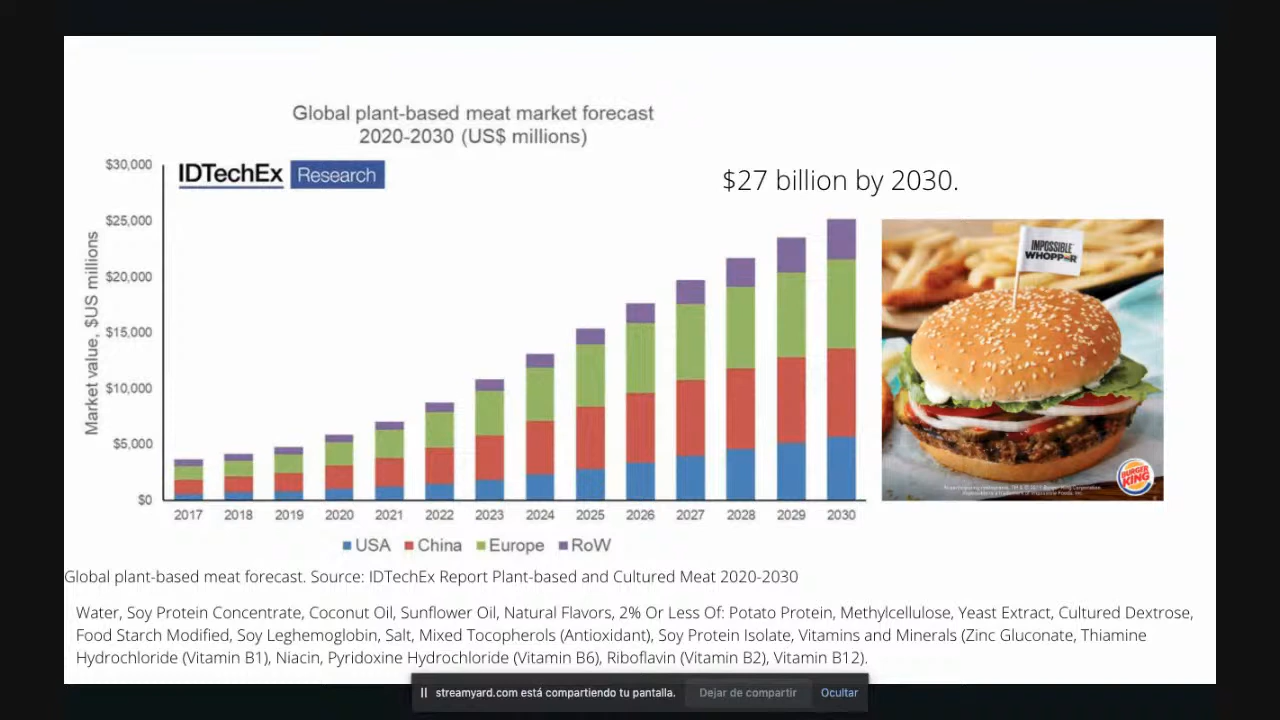 Global plant-based meat market forecast
2020-2030 (US$ millions)
IDTechEx Research
$27 billion by 2030.
Market value, $US millions
$30,000
$25,000
$20,000
$15,000
$10,000
$5,000
$0
2017 2018 2019 2020 2021 2022 2023 2024 2025 2026 2027 2028 2029 2030
USA China Europe RoW
IMPOSSIBLE
WHOPPER
BURGER
KING
Global plant-based meat forecast. Source: IDTechEx Report Plant-based and Cultured Meat 2020-2030
Water, Soy Protein Concentrate, Coconut Oil, Sunflower Oil, Natural Flavors, 2% Or Less Of: Potato Protein, Methylcellulose, Yeast Extract, Cultured Dextrose,
Food Starch Modified, Soy Leghemoglobin, Salt, Mixed Tocopherols (Antioxidant), Soy Protein Isolate, Vitamins and Minerals (Zinc Gluconate, Thiamine
Hydrochloride (Vitamin B1), Niacin, Pyridoxine Hydrochloride (Vitamin B6), Riboflavin (Vitamin B2), Vitamin B12).
streamyard.com está compartiendo tu pantalla. Dejar de compartir Ocultar